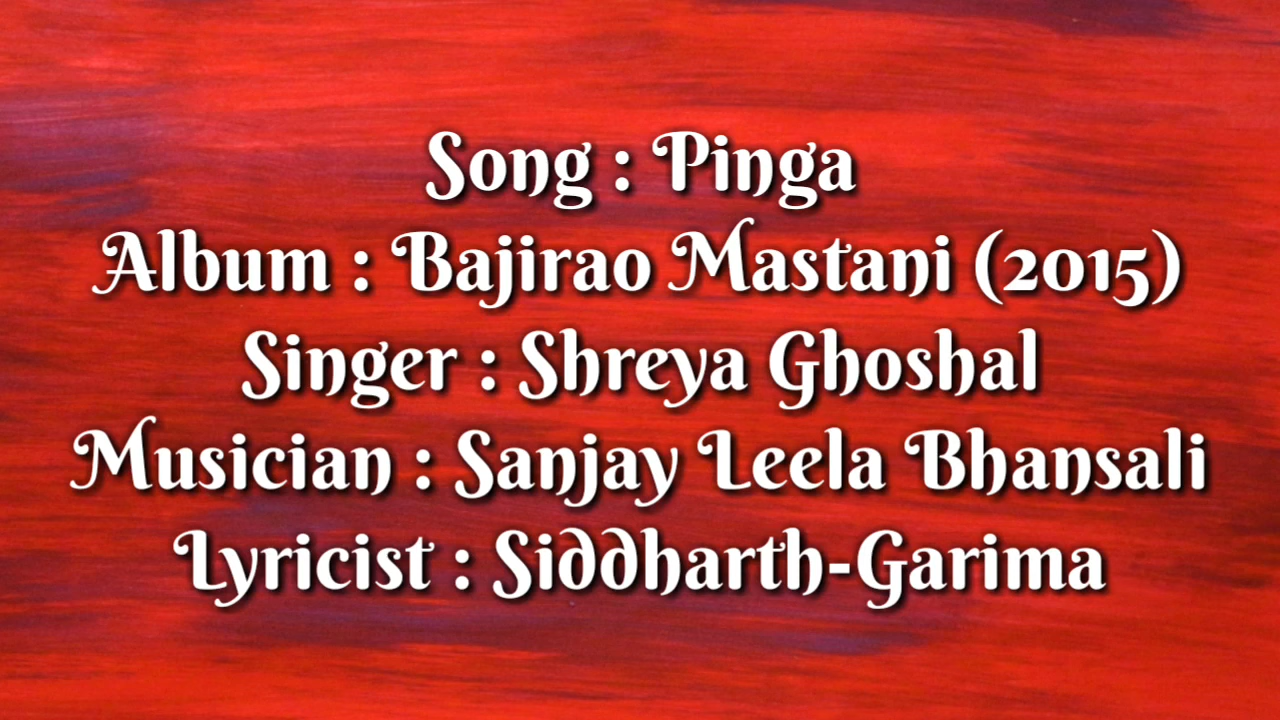 Song : Pinga
Album : Bajirao Mastani (2015)
Singer : Shreya Ghoshal
Musician : Sanjay Leela Bhansali
Lyricist : Siddharth-Garima